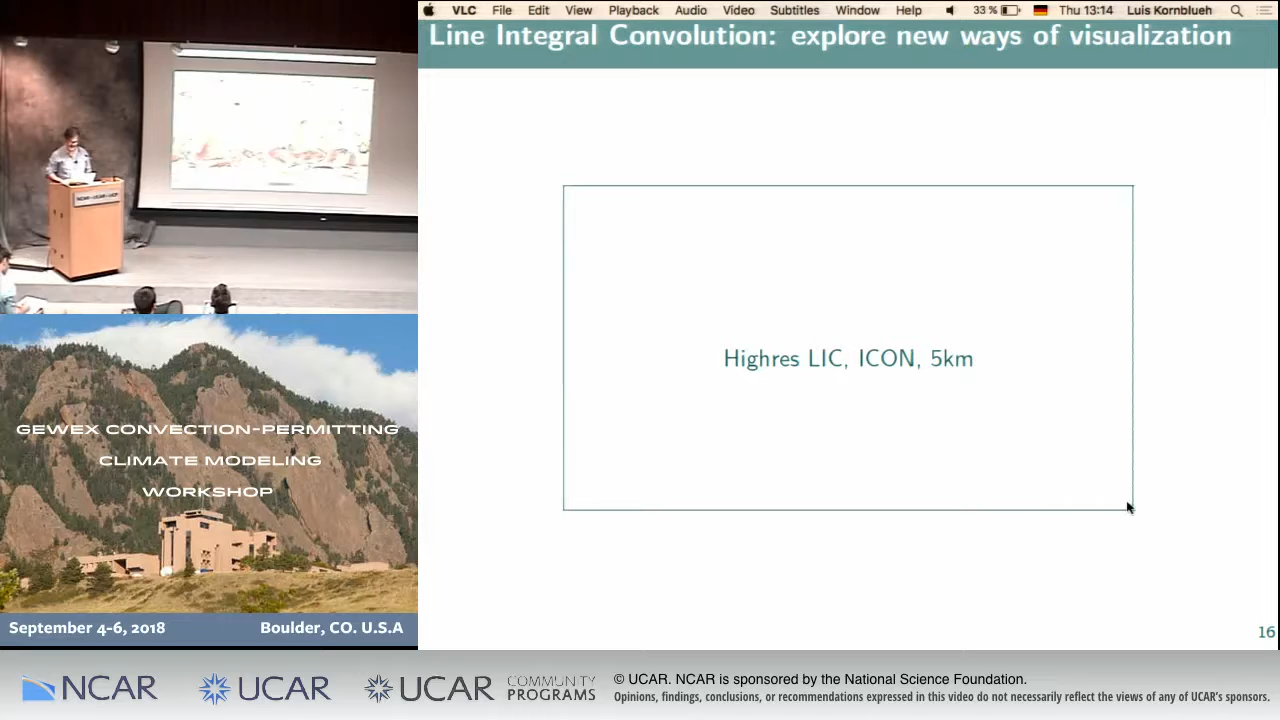 VLC File Edit View Playback Audio Video Subtitles Window Help 33 % Thu 13:14 Luis Kornblueh
Line Integral Convolution: explore new ways of visualization
Highres LIC, ICON, 5km
16
NCAR•UCAR•UCP
GEWEX CONVECTION-PERMITTING
CLIMATE MODELING
WORKSHOP
September 4-6, 2018 Boulder, CO. U.S.A
NCAR UCAR UCAR COMMUNITY PROGRAMS
© UCAR. NCAR is sponsored by the National Science Foundation.
Opinions, findings, conclusions, or recommendations expressed in this video do not necessarily reflect the views of any of UCAR's sponsors.